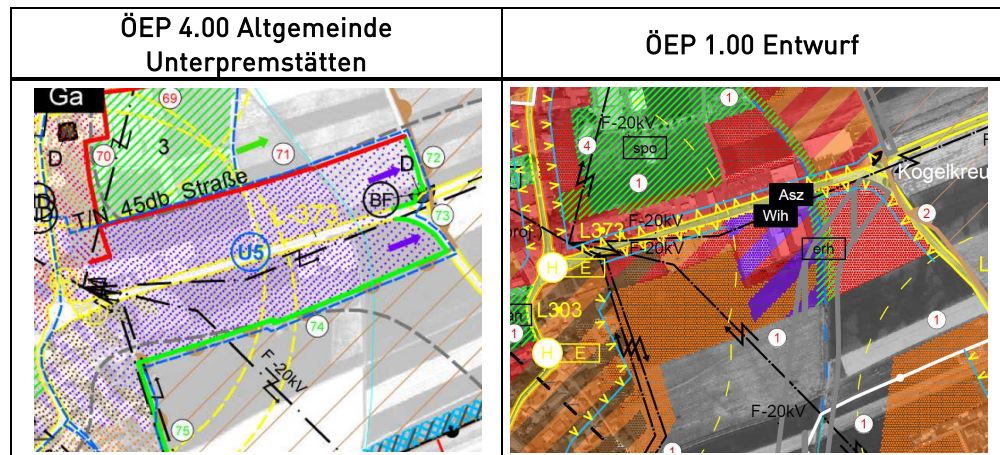 ÖEP 4.00 Altgemeinde
Unterpremstätten
ÖEP 1.00 Entwurf
Ga
69
3
70
71
D
D
72
T/N 45db Straße
BF
73
L-373
U5
74
F-20kV
75
1
F-20kV
4
spo
1
Kogelkreu
Asz
Wih
F-20kV
L373
F-20kV
2
erh
H
E
L303
1
1
H
E
1
F-20kV
1
1